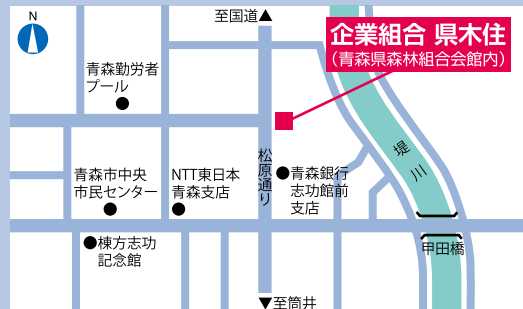 N
至国道▲
企業組合 県木住
（青森県森林組合会館内）
青森勤労者
プール
松原通り
堤川
青森市中央
市民センター
NTT東日本
青森支店
青森銀行
志功館前
支店
棟方志功
記念館
甲田橋
▼至筒井